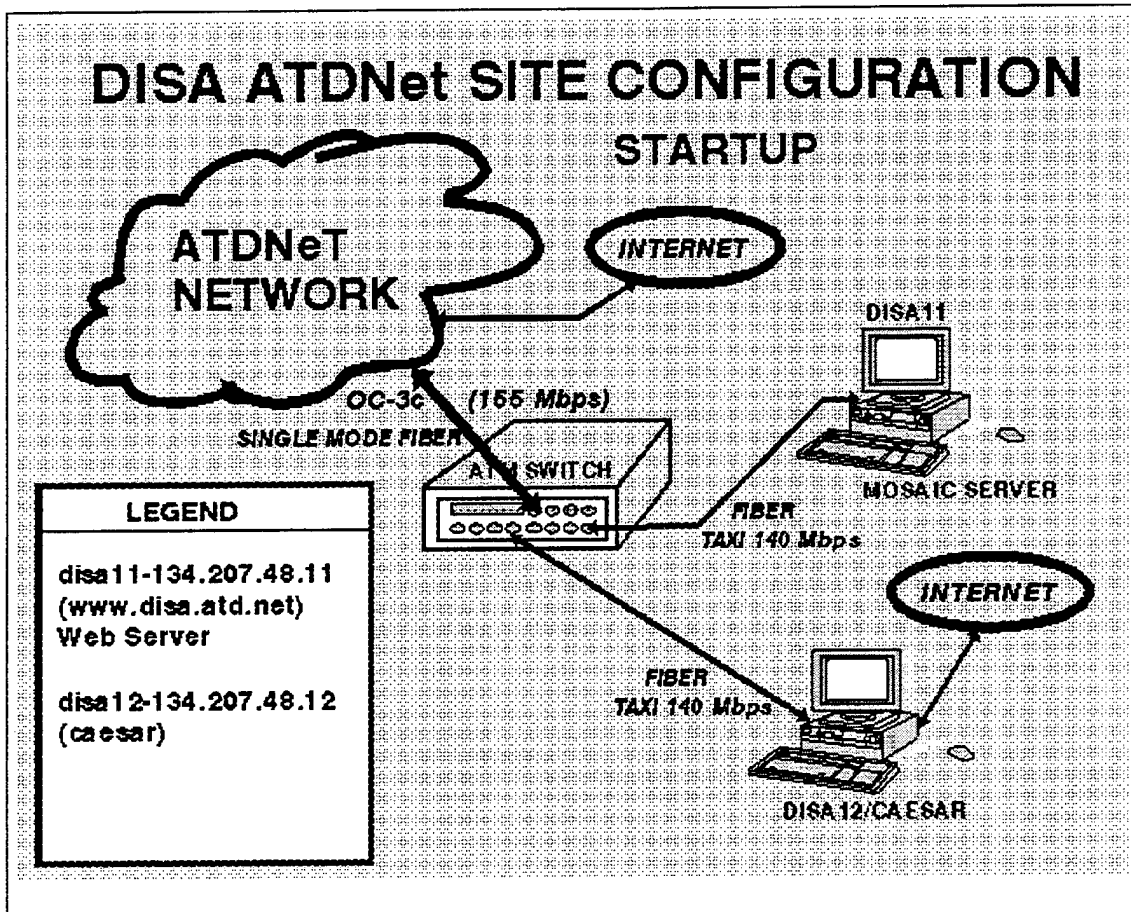 DISA ATDNet SITE CONFIGURATION
STARTUP
ATDNeT
NETWORK
INTERNET
DISA11
OC-3c (155 Mbps)
SINGLE MODE FIBER
ATM SWITCH
MOSAIC SERVER
FIBER
TAXI 140 Mbps
LEGEND
disa11-134.207.48.11
(www.disa.atd.net)
Web Server
disa12-134.207.48.12
(caesar)
INTERNET
FIBER
TAXI 140 Mbps
DISA12/CAESAR